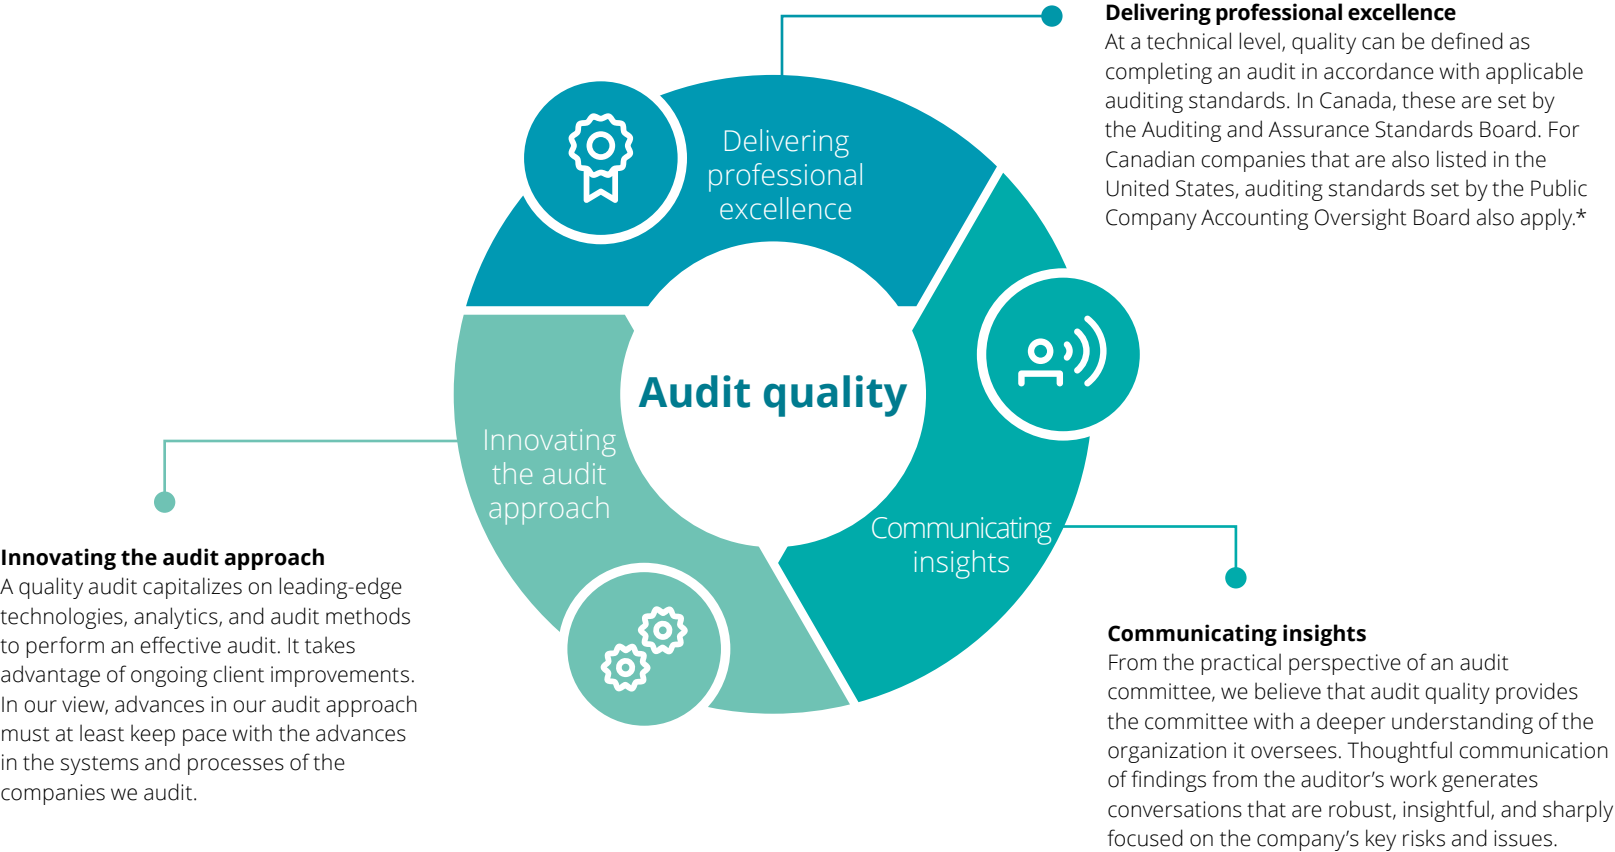 Delivering professional excellence
At a technical level, quality can be defined as
completing an audit in accordance with applicable
auditing standards. In Canada, these are set by
the Auditing and Assurance Standards Board. For
Canadian companies that are also listed in the
United States, auditing standards set by the Public
Company Accounting Oversight Board also apply.*
Delivering
professional
excellence
Audit quality
Innovating
the audit
approach
Communicating
insights
Innovating the audit approach
A quality audit capitalizes on leading-edge
technologies, analytics, and audit methods
to perform an effective audit. It takes
advantage of ongoing client improvements.
In our view, advances in our audit approach
must at least keep pace with the advances
in the systems and processes of the
companies we audit.
Communicating insights
From the practical perspective of an audit
committee, we believe that audit quality provides
the committee with a deeper understanding of the
organization it oversees. Thoughtful communication
of findings from the auditor’s work generates
conversations that are robust, insightful, and sharply
focused on the company’s key risks and issues.